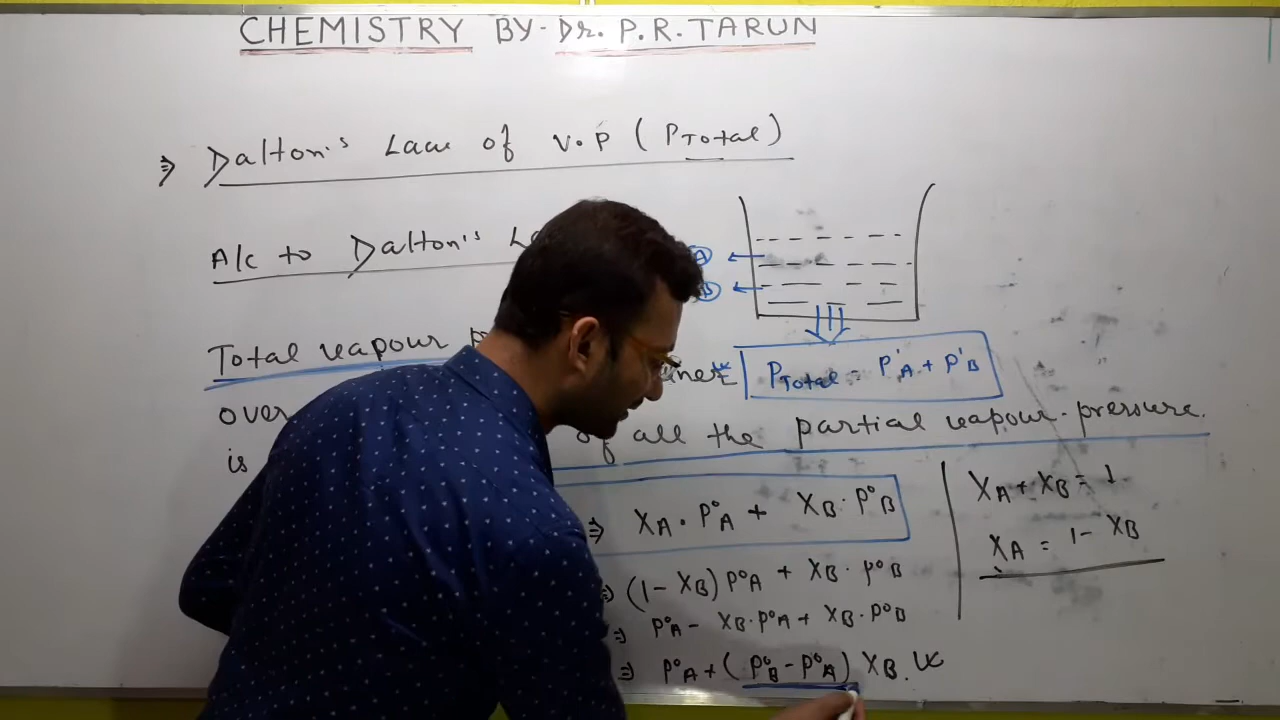 CHEMISTRY BY- Dr. P. R. TARUN
⇒ Dalton's Law of V.P ( PTotal )
A/c to Dalton's
A
B
Total vapour
PTotal = P'A + P'B
over
of all the partial vapour-pressure.
is
⇒ XA . P°A + XB . P°B
XA + XB = 1
XA = 1 - XB
⇒ (1 - XB) P°A + XB . P°B
⇒ P°A - XB . P°A + XB . P°B
⇒ P°A + ( P°B - P°A ) XB .